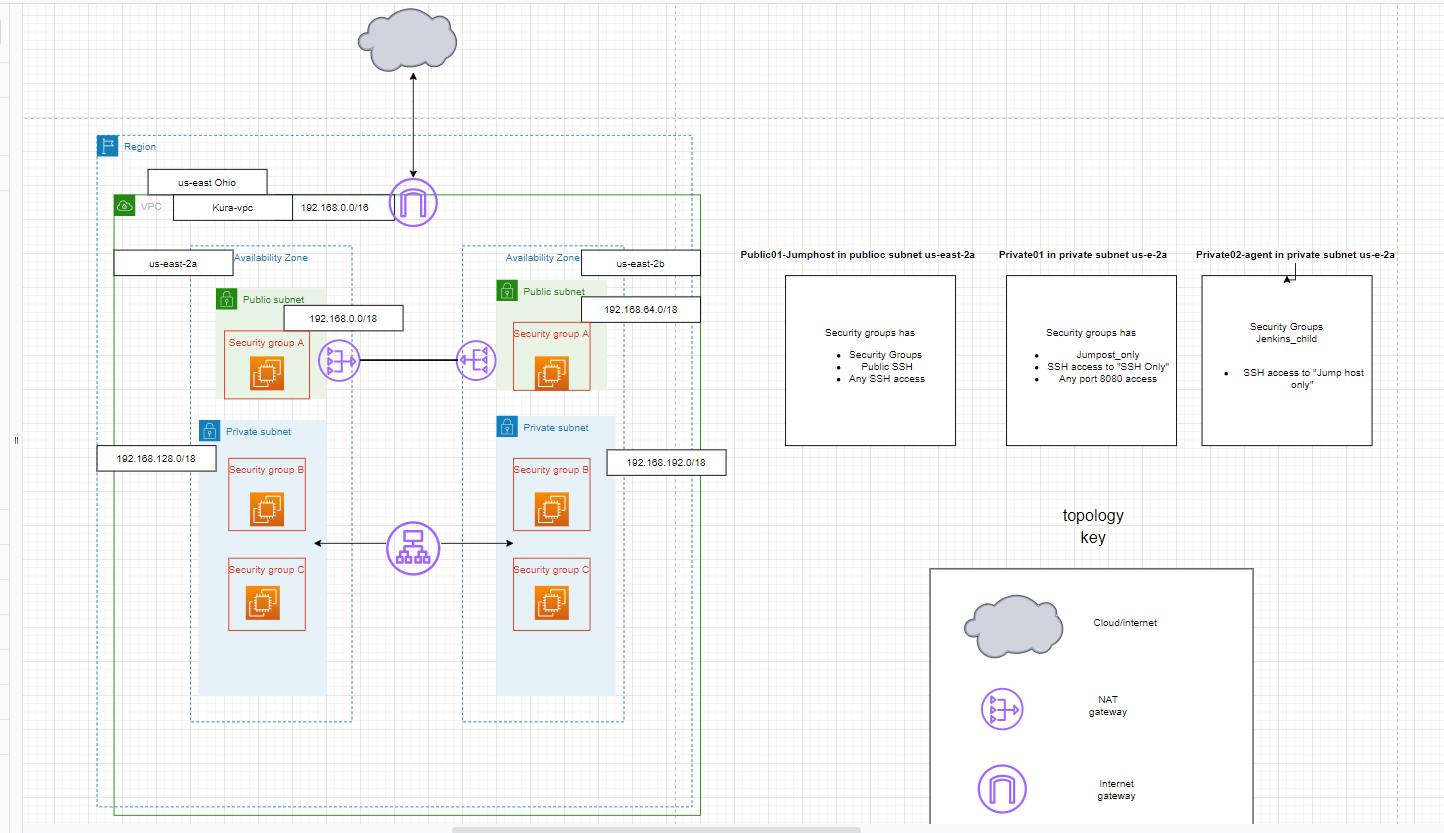 Region
us-east Ohio
VPC
Kura-vpc
192.168.0.0/16
us-east-2a
Availability Zone
Availability Zone
us-east-2b
Public subnet
192.168.0.0/18
Public subnet
192.168.64.0/18
Security group A
Security group A
Private subnet
Private subnet
192.168.128.0/18
192.168.192.0/18
Security group B
Security group B
Security group C
Security group C
Public01-Jumphost in publioc subnet us-east-2a
Security groups has
Security Groups
Public SSH
Any SSH access
Private01 in private subnet us-e-2a
Security groups has
Jumpost_only
SSH access to "SSH Only"
Any port 8080 access
Private02-agent in private subnet us-e-2a
Security Groups
Jenkins_child
SSH access to "Jump host
only"
topology
key
Cloud/internet
NAT
gateway
Internet
gateway